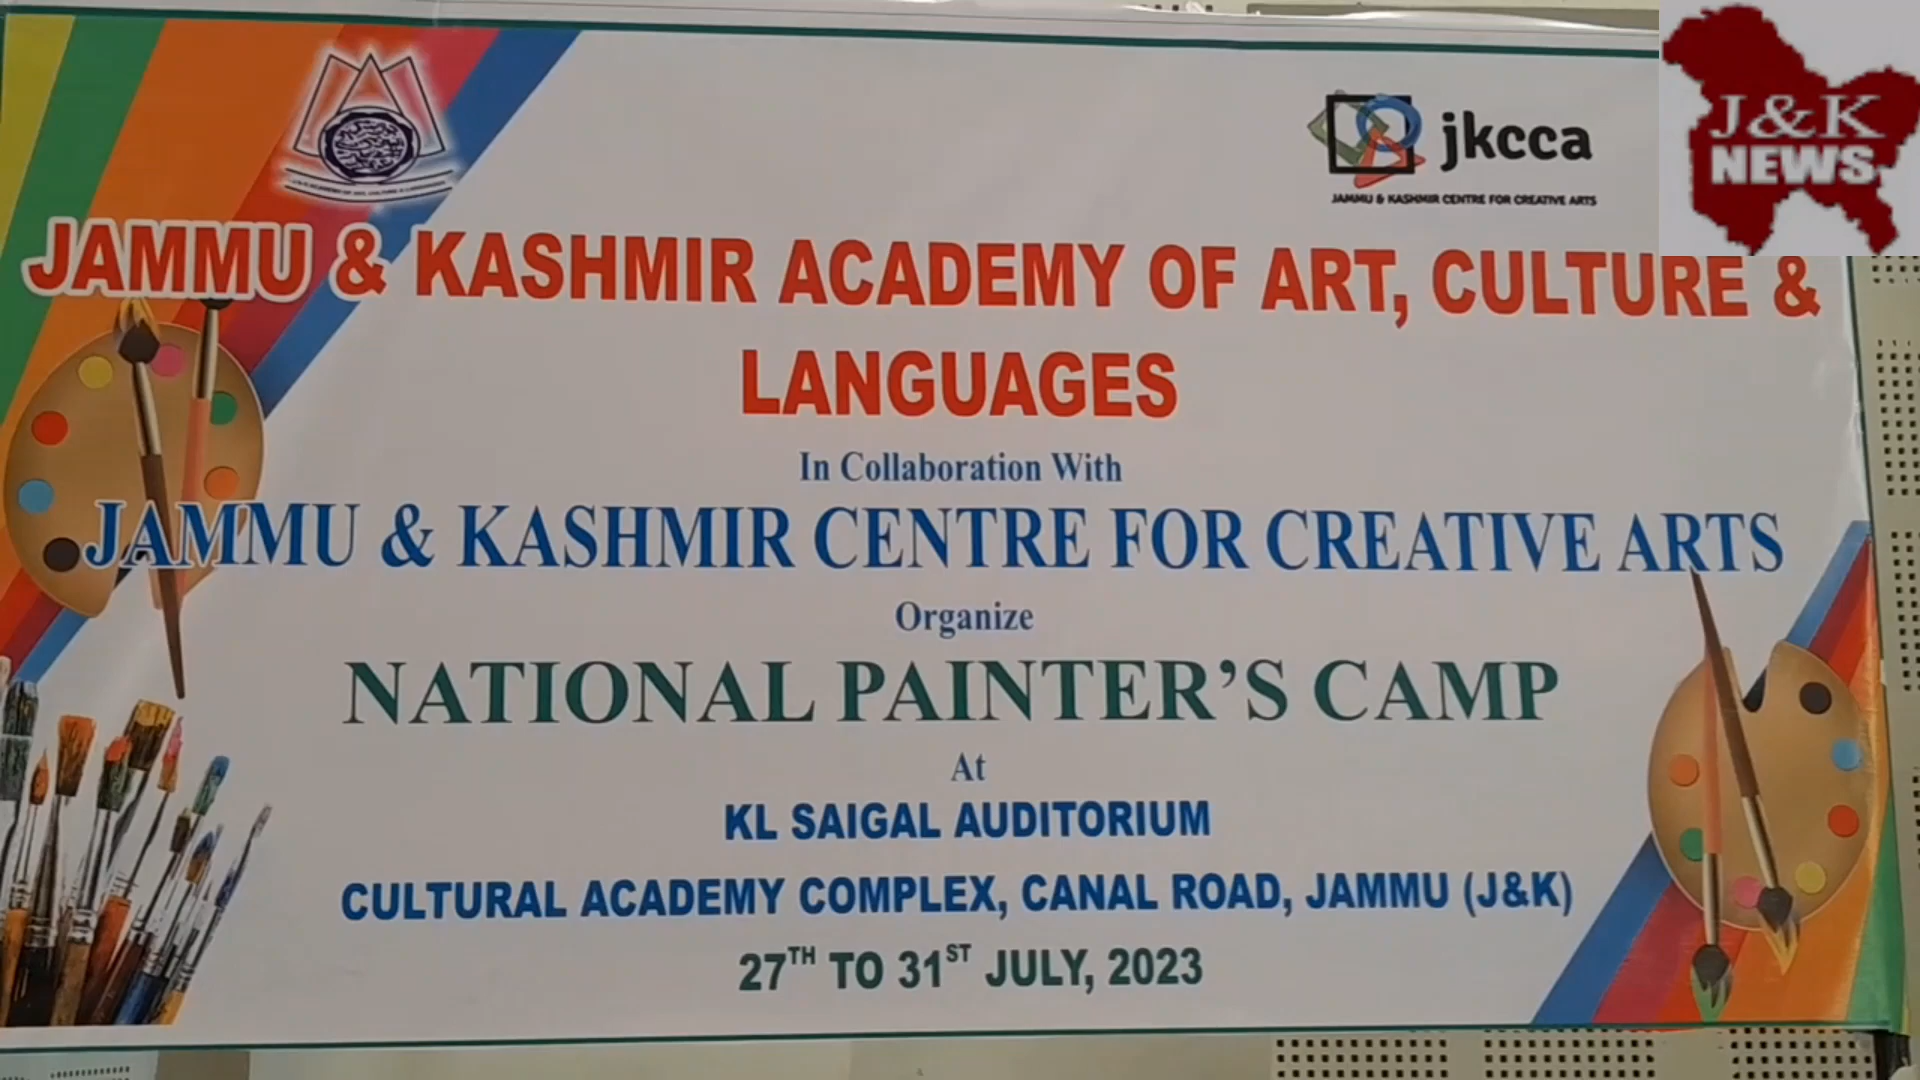 J&K
NEWS
jkcca
JAMMU & KASHMIR CENTRE FOR CREATIVE ARTS
JAMMU & KASHMIR ACADEMY OF ART, CULTURE &
LANGUAGES
In Collaboration With
JAMMU & KASHMIR CENTRE FOR CREATIVE ARTS
Organize
NATIONAL PAINTER'S CAMP
At
KL SAIGAL AUDITORIUM
CULTURAL ACADEMY COMPLEX, CANAL ROAD, JAMMU (J&K)
27TH TO 31ST JULY, 2023